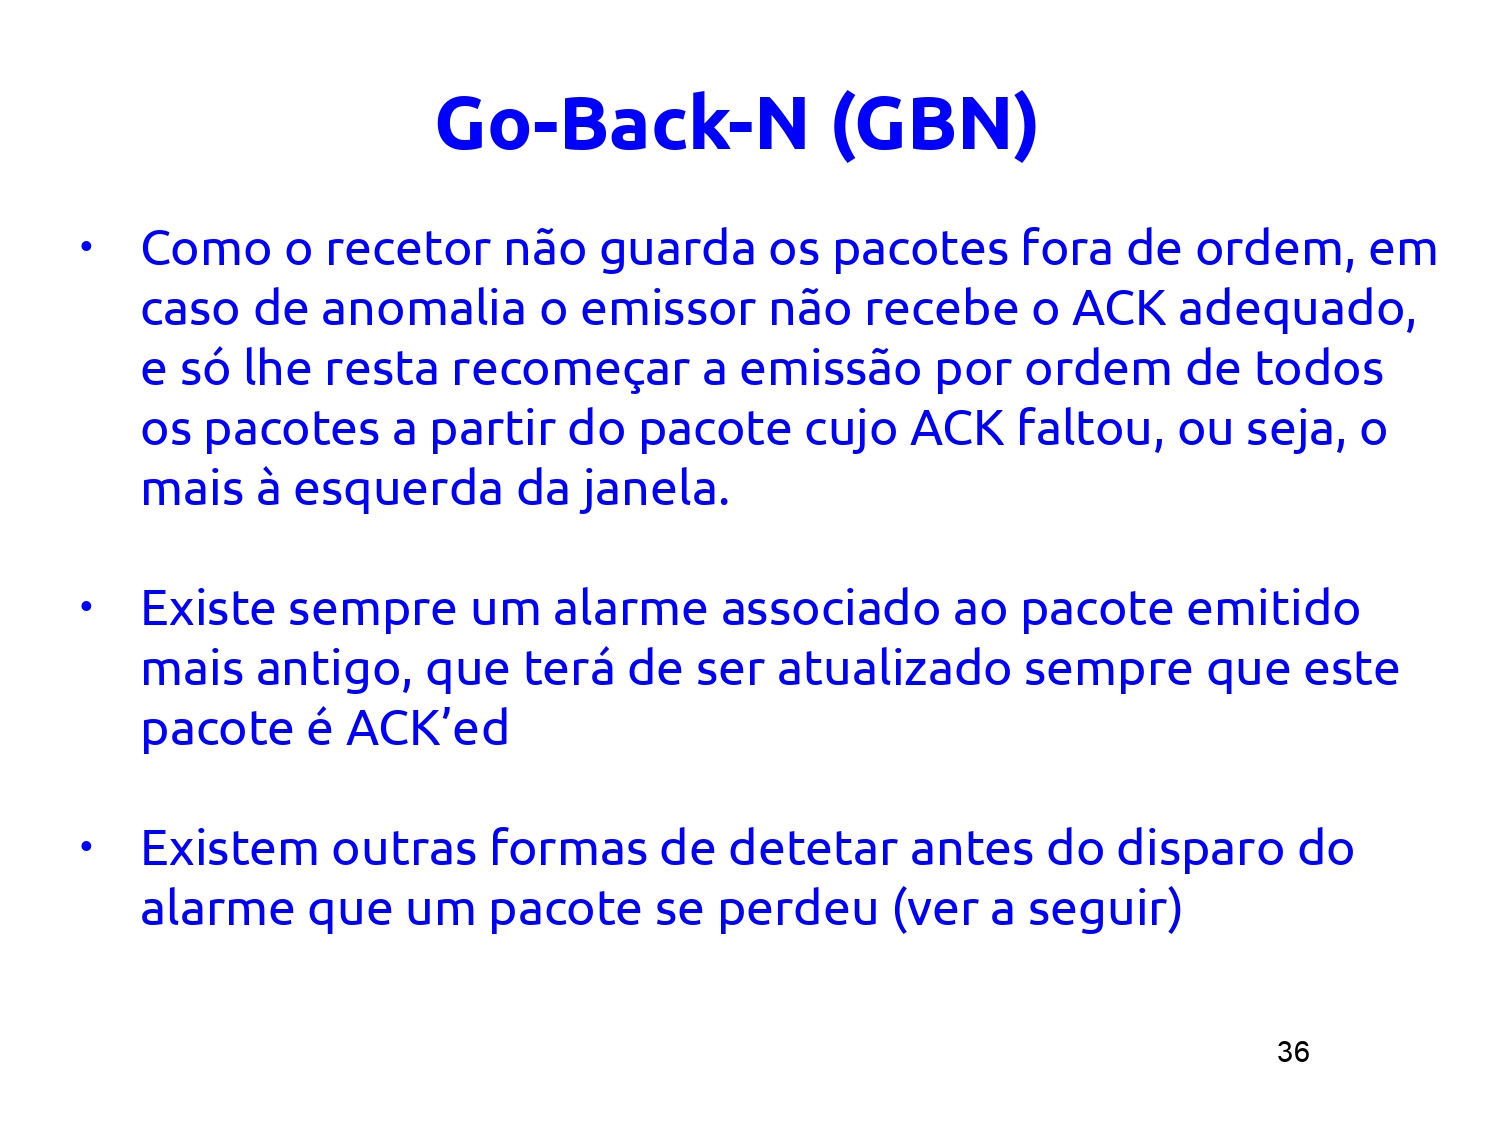 Go-Back-N (GBN)
• Como o recetor não guarda os pacotes fora de ordem, em
caso de anomalia o emissor não recebe o ACK adequado,
e só lhe resta recomeçar a emissão por ordem de todos
os pacotes a partir do pacote cujo ACK faltou, ou seja, o
mais à esquerda da janela.
• Existe sempre um alarme associado ao pacote emitido
mais antigo, que terá de ser atualizado sempre que este
pacote é ACK’ed
• Existem outras formas de detetar antes do disparo do
alarme que um pacote se perdeu (ver a seguir)
36